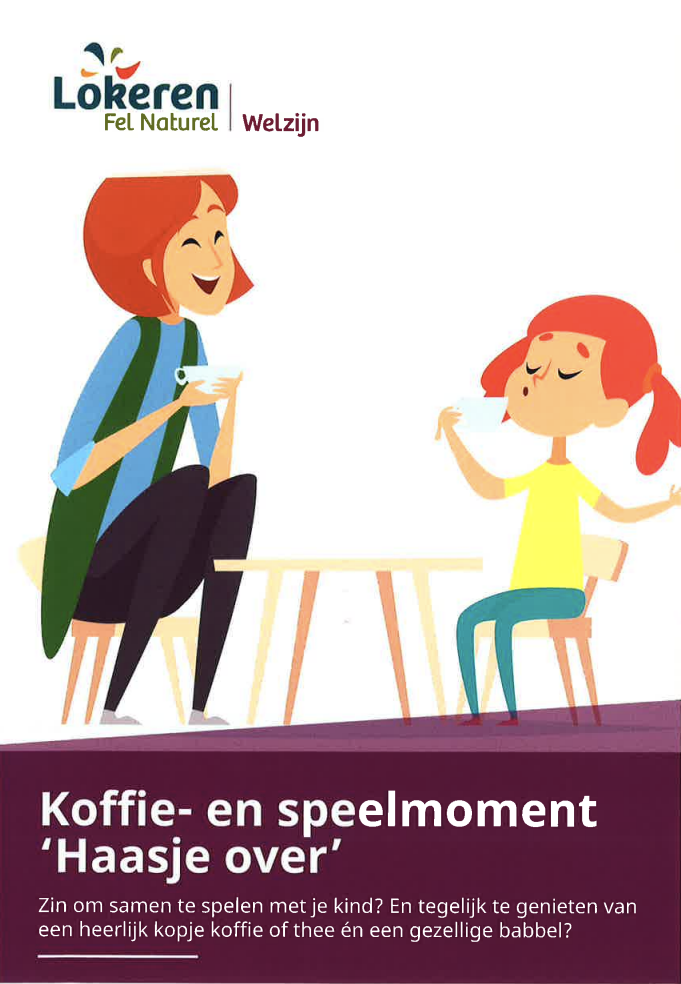 Lokeren
Fel Naturel
Welzijn
Koffie- en speelmoment
‘Haasje over’
Zin om samen te spelen met je kind? En tegelijk te genieten van
een heerlijk kopje koffie of thee én een gezellige babbel?